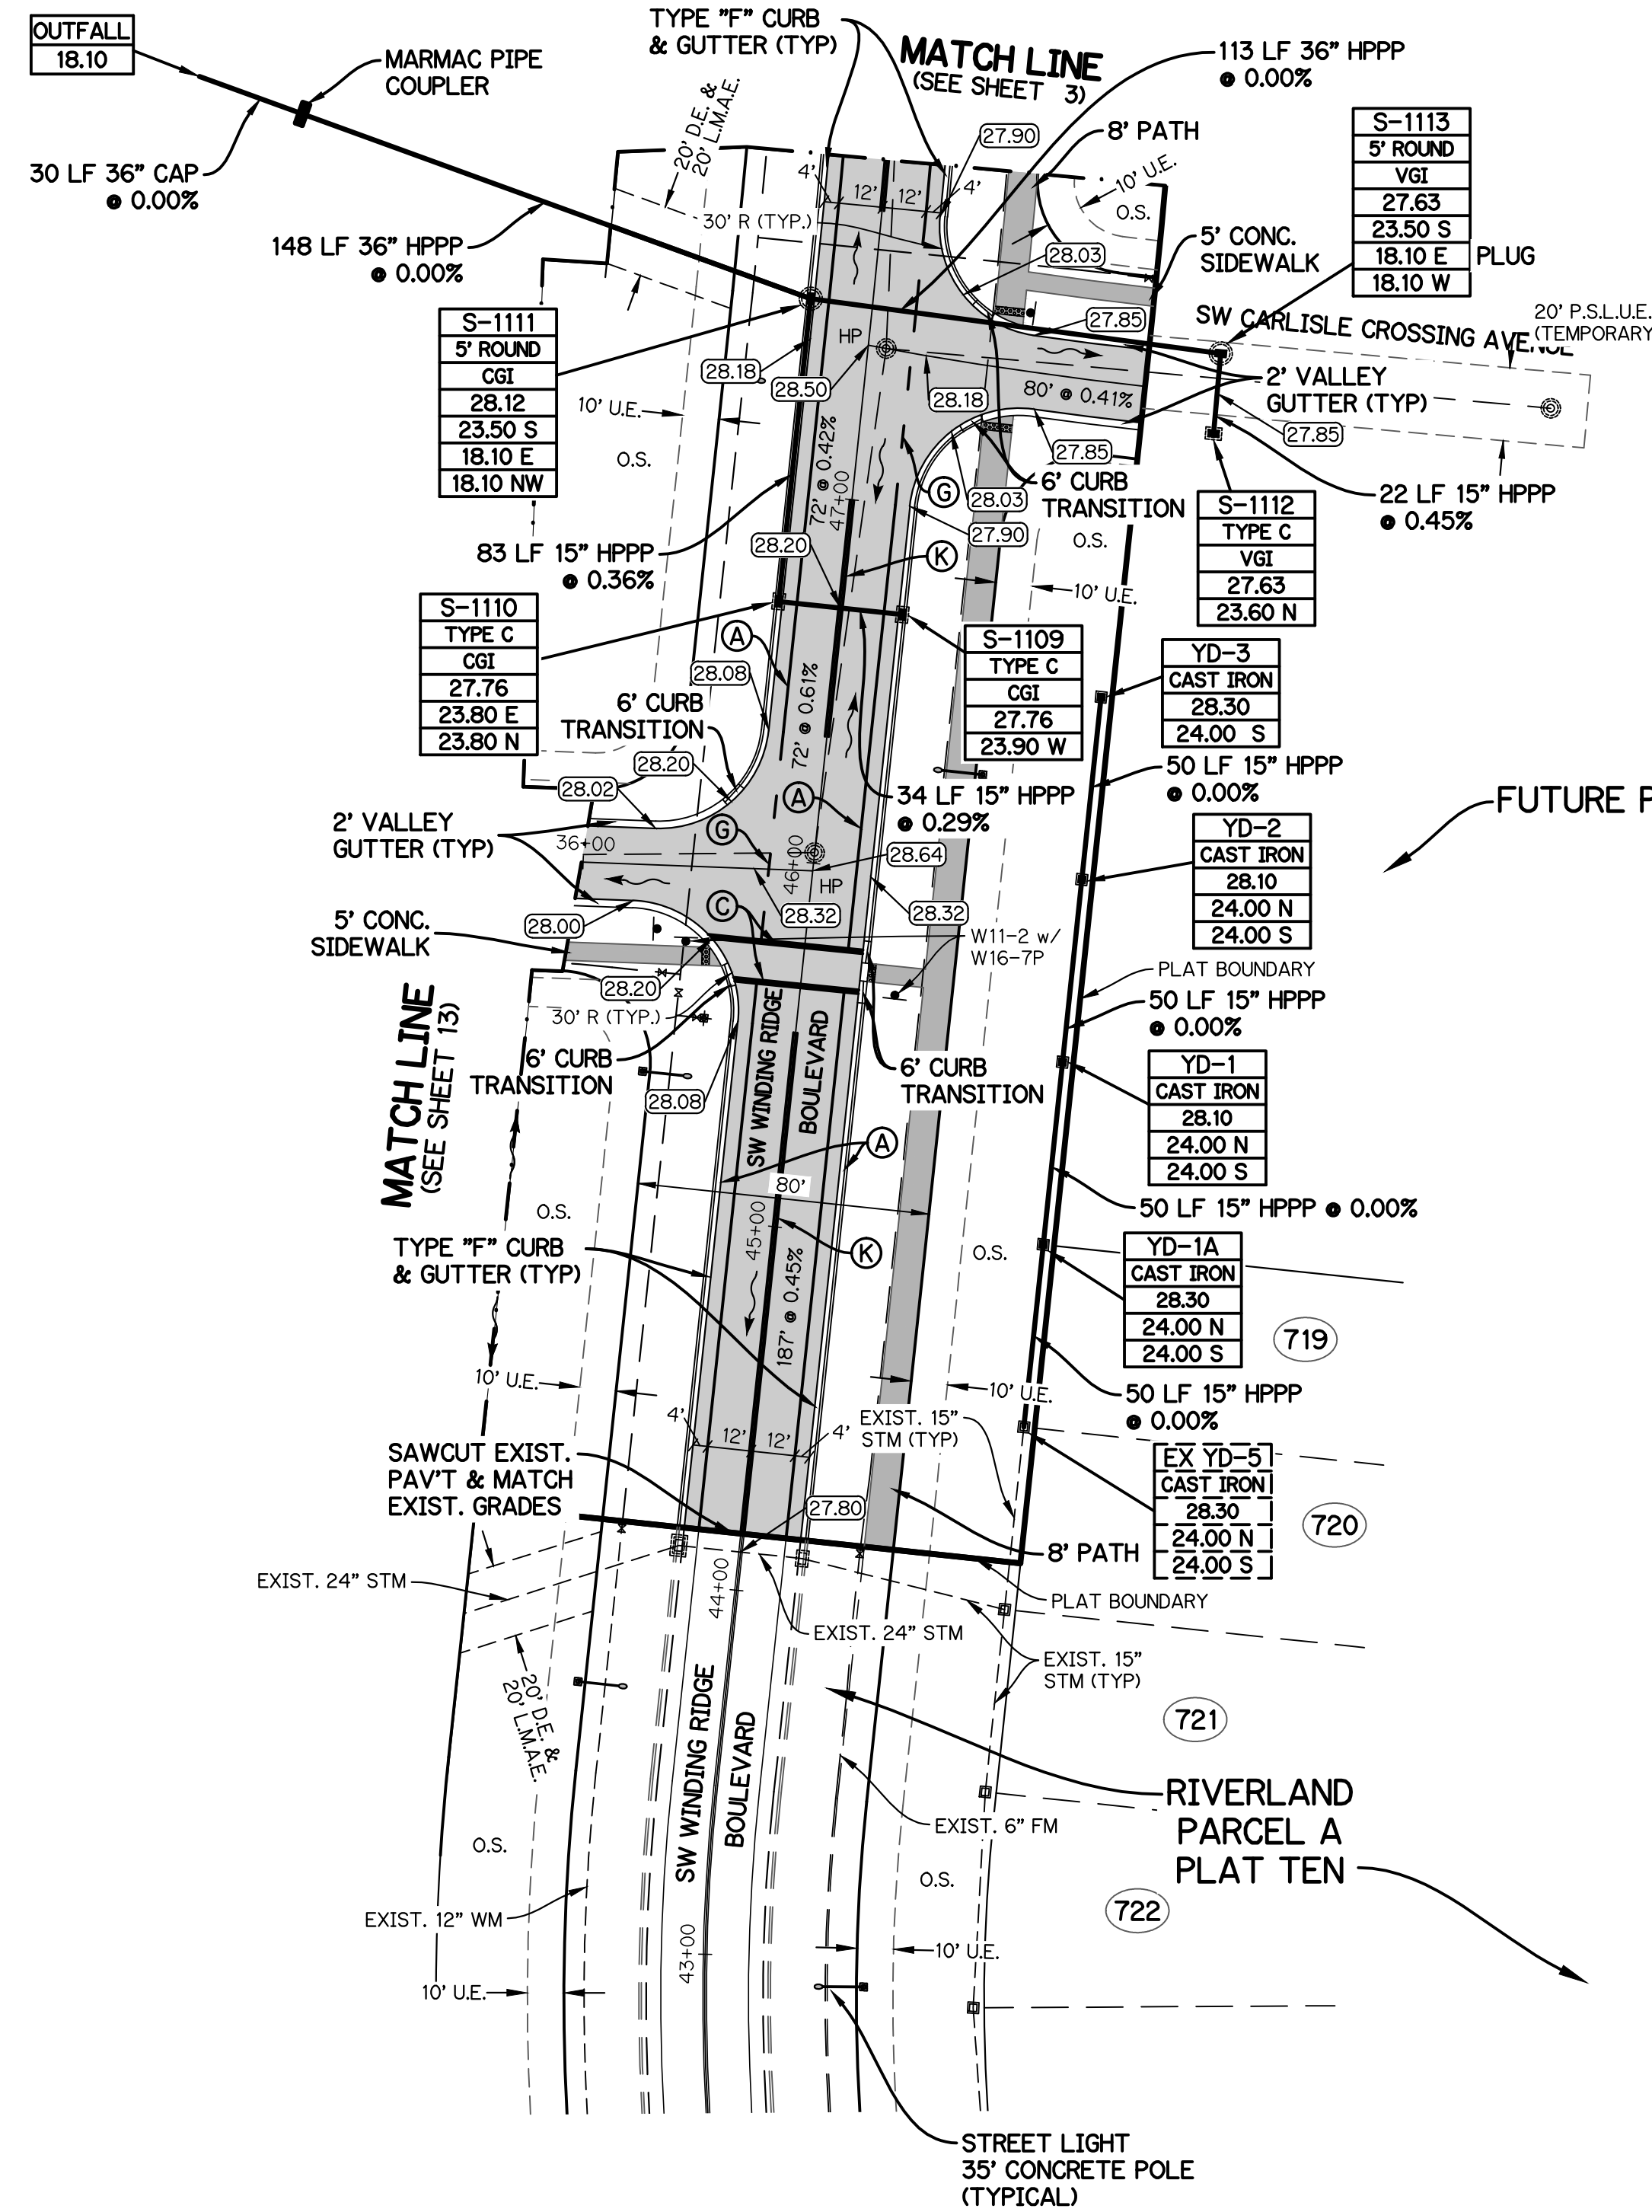 OUTFALL
18.10
MARMAC PIPE
COUPLER
30 LF 36" CAP
@ 0.00%
148 LF 36" HPPP
@ 0.00%
TYPE "F" CURB
& GUTTER (TYP)
MATCH LINE
(SEE SHEET 3)
113 LF 36" HPPP
@ 0.00%
20' D.E. &
20' L.M.A.E.
27.90
8' PATH
10' U.E.
O.S.
4'
12'
12'
4'
30' R (TYP.)
28.03
5' CONC.
SIDEWALK
S-1113
5' ROUND
VGI
27.63
23.50 S
18.10 E
18.10 W
PLUG
20' P.S.L.U.E.
(TEMPORARY
SW CARLISLE CROSSING AVENUE
S-1111
5' ROUND
CGI
28.12
23.50 S
18.10 E
18.10 NW
27.85
HP
28.18
28.50
28.18
80' @ 0.41%
2' VALLEY
GUTTER (TYP)
27.85
27.85
10' U.E.
O.S.
72' @ 0.42%
47+00
G
28.03
6' CURB
TRANSITION
22 LF 15" HPPP
@ 0.45%
S-1112
TYPE C
VGI
27.63
23.60 N
27.90
O.S.
83 LF 15" HPPP
@ 0.36%
28.20
K
10' U.E.
S-1110
TYPE C
CGI
27.76
23.80 E
23.80 N
A
S-1109
TYPE C
CGI
27.76
23.90 W
YD-3
CAST IRON
28.30
24.00 S
28.08
72' @ 0.61%
6' CURB
TRANSITION
28.20
28.02
50 LF 15" HPPP
@ 0.00%
A
34 LF 15" HPPP
@ 0.29%
FUTURE P
2' VALLEY
GUTTER (TYP)
36+00
G
46+00
28.64
HP
YD-2
CAST IRON
28.10
24.00 N
24.00 S
C
28.32
28.32
28.00
5' CONC.
SIDEWALK
W11-2 w/
W16-7P
PLAT BOUNDARY
28.20
30' R (TYP.)
50 LF 15" HPPP
@ 0.00%
MATCH LINE
(SEE SHEET 13)
6' CURB
TRANSITION
6' CURB
TRANSITION
YD-1
CAST IRON
28.10
24.00 N
24.00 S
28.08
SW WINDING RIDGE
BOULEVARD
A
80'
50 LF 15" HPPP @ 0.00%
O.S.
45+00
TYPE "F" CURB
& GUTTER (TYP)
K
O.S.
YD-1A
CAST IRON
28.30
24.00 N
24.00 S
187' @ 0.45%
719
10' U.E.
10' U.E.
50 LF 15" HPPP
@ 0.00%
4'
12'
12'
4'
EXIST. 15"
STM (TYP)
SAWCUT EXIST.
PAV'T & MATCH
EXIST. GRADES
27.80
EX YD-5
CAST IRON
28.30
24.00 N
24.00 S
720
8' PATH
EXIST. 24" STM
44+00
PLAT BOUNDARY
EXIST. 24" STM
EXIST. 15"
STM (TYP)
20' D.E. &
20' L.M.A.E.
SW WINDING RIDGE
BOULEVARD
721
RIVERLAND
PARCEL A
PLAT TEN
EXIST. 6" FM
O.S.
O.S.
EXIST. 12" WM
722
43+00
10' U.E.
10' U.E.
STREET LIGHT
35' CONCRETE POLE
(TYPICAL)